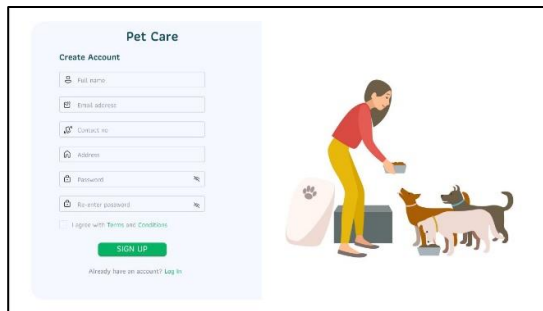 Pet Care
Create Account
Full name
Email address
Contact no
Address
Password
Re-enter password
I agree with Terms and Conditions
SIGN UP
Already have an account? Log In